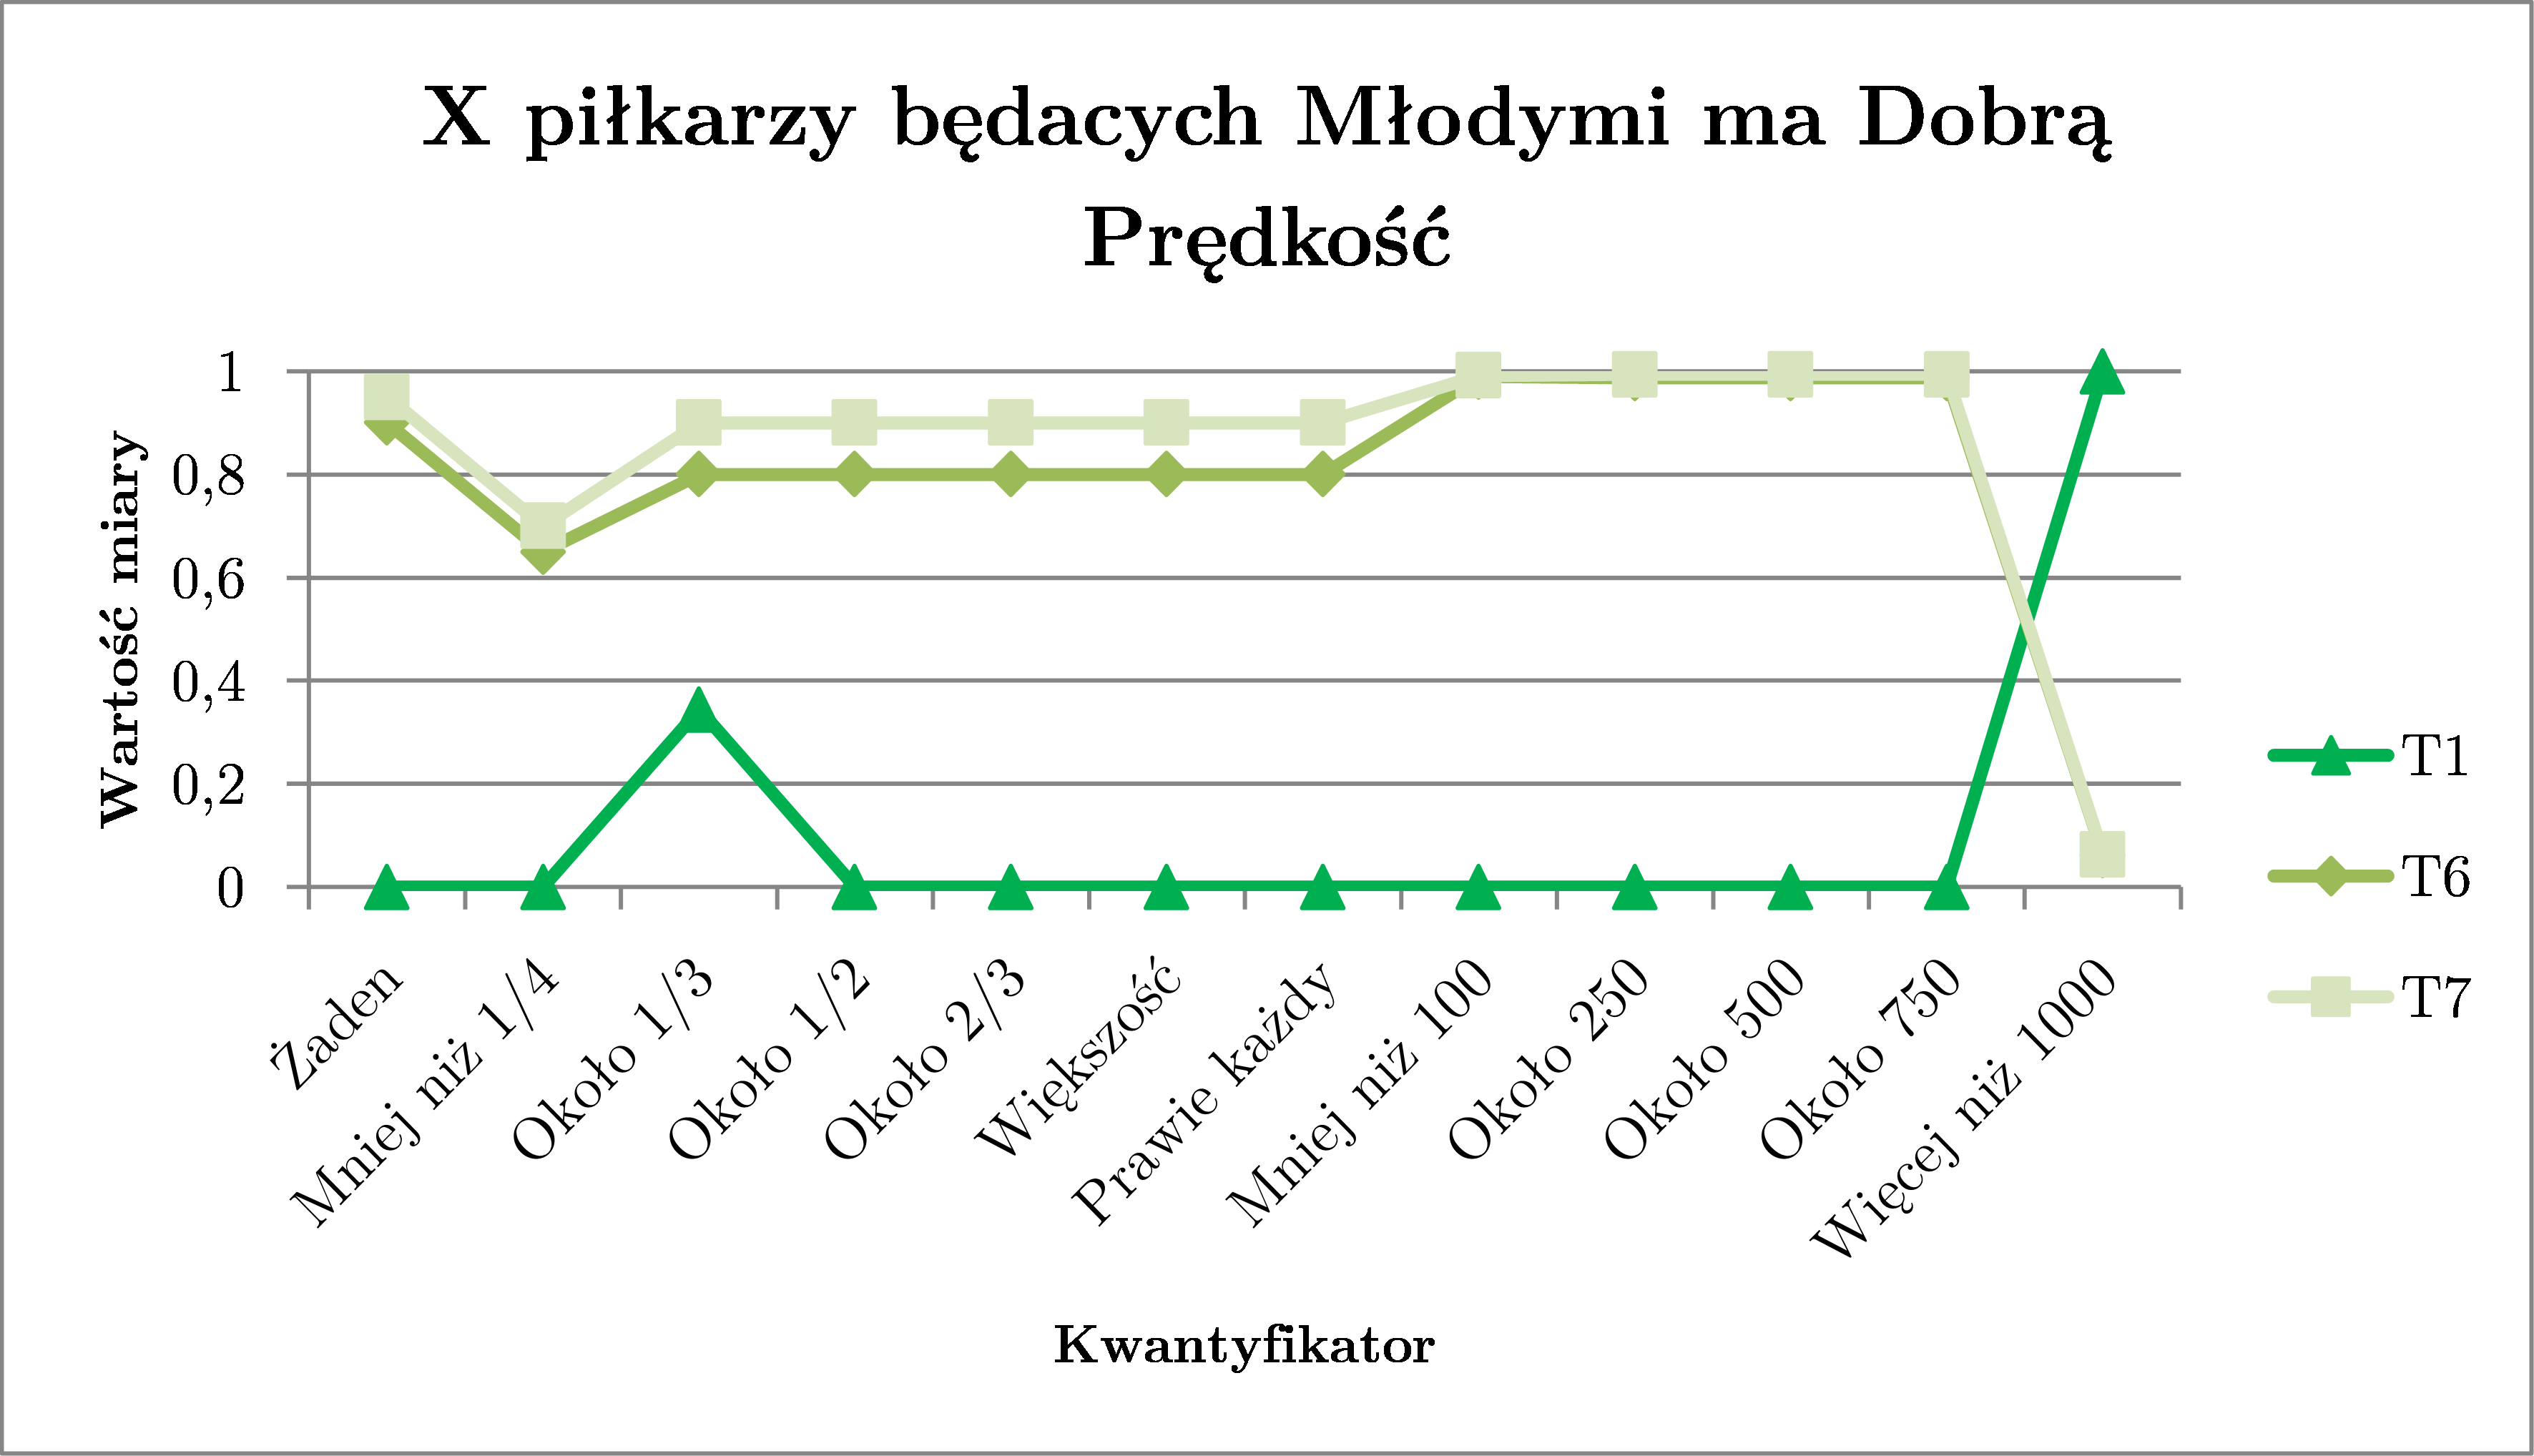 X piłkarzy będacych Młodymi ma Dobrą
Prędkość
1
0,8
0,6
0,4
0,2
0
Wartość miary
Żaden
Mniej niż 1/4
Około 1/3
Około 1/2
Około 2/3
Większość
Prawie każdy
Mniej niż 100
Około 250
Około 500
Około 750
Więcej niż 1000
Kwantyfikator
T1
T6
T7